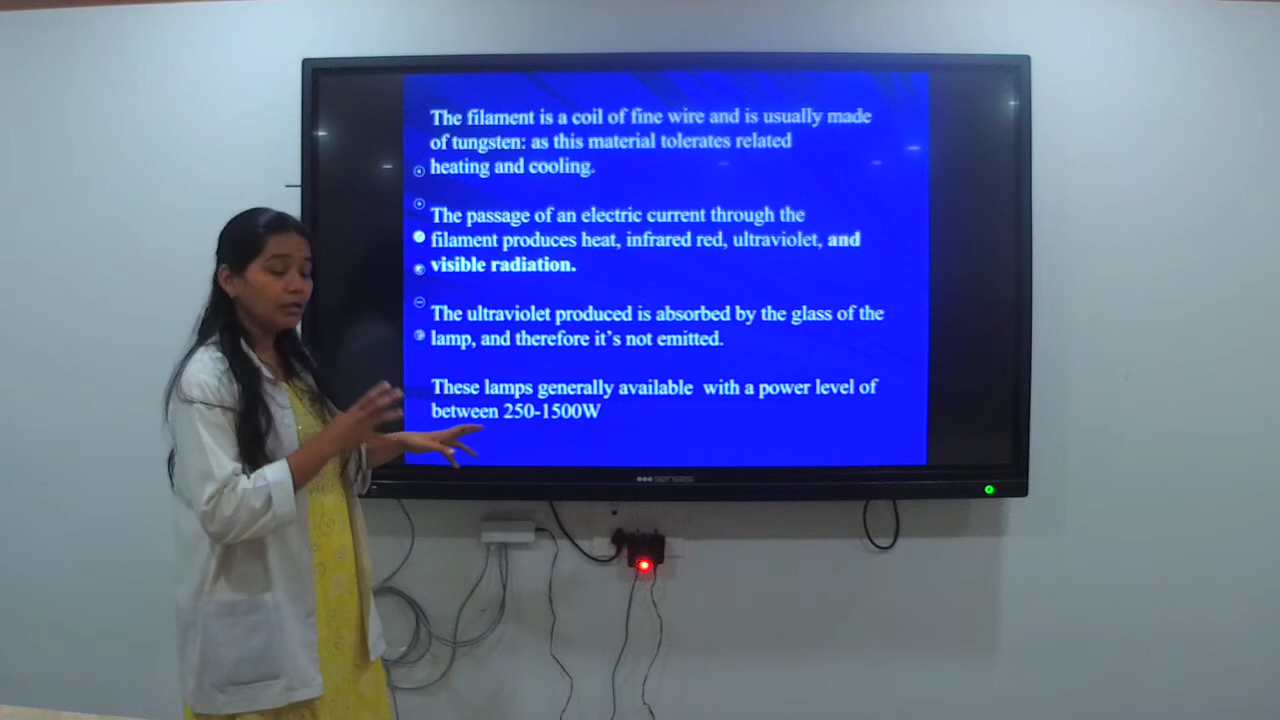 The filament is a coil of fine wire and is usually made
of tungsten: as this material tolerates related
heating and cooling.
The passage of an electric current through the
filament produces heat, infrared red, ultraviolet, and
visible radiation.
The ultraviolet produced is absorbed by the glass of the
lamp, and therefore it’s not emitted.
These lamps generally available with a power level of
between 250-1500W